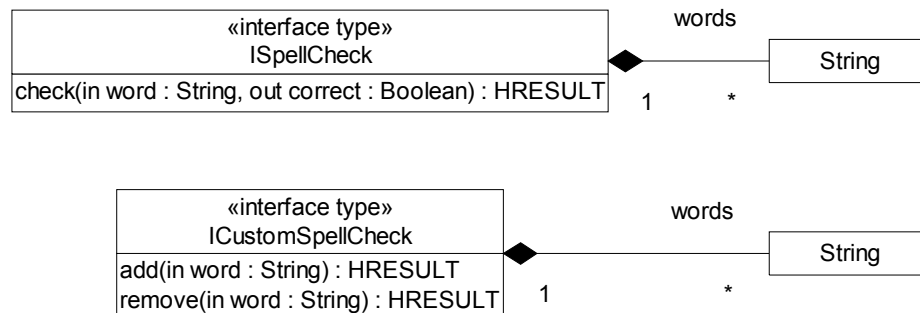 «interface type»
ISpellCheck
check(in word : String, out correct : Boolean) : HRESULT
words
String
1
*
«interface type»
ICustomSpellCheck
add(in word : String) : HRESULT
remove(in word : String) : HRESULT
words
String
1
*